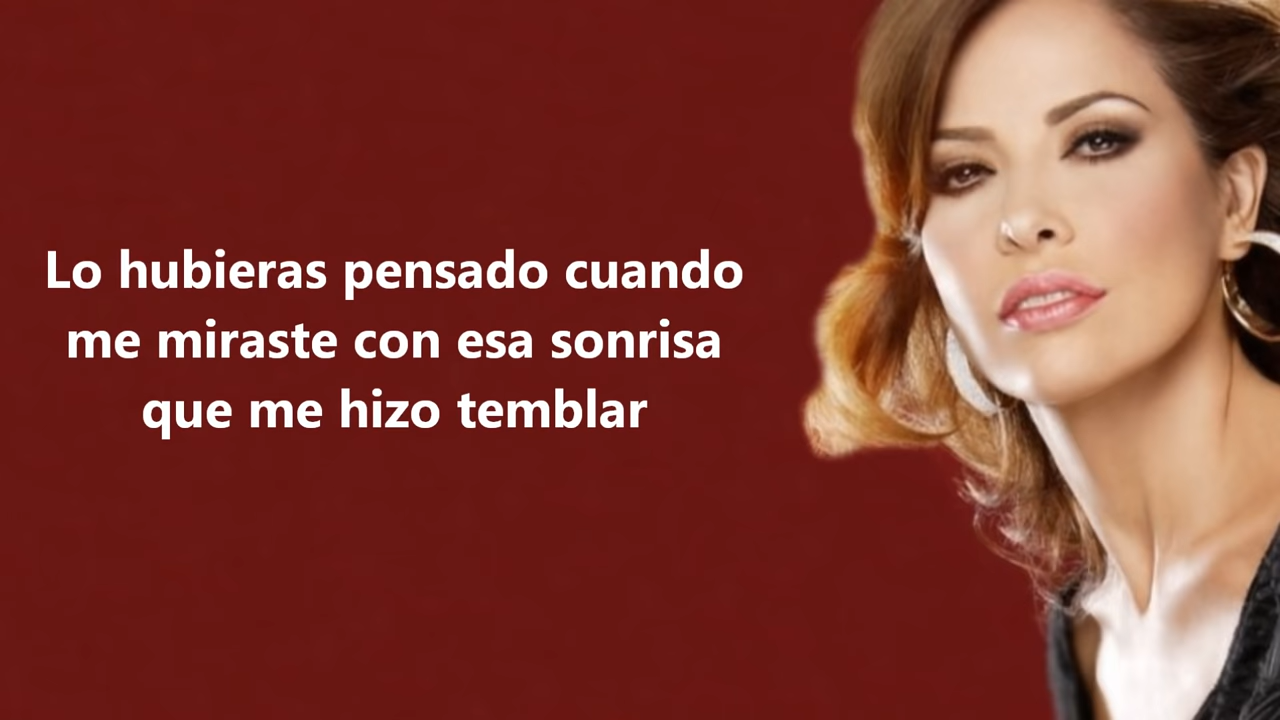 Lo hubieras pensado cuando
me miraste con esa sonrisa
que me hizo temblar